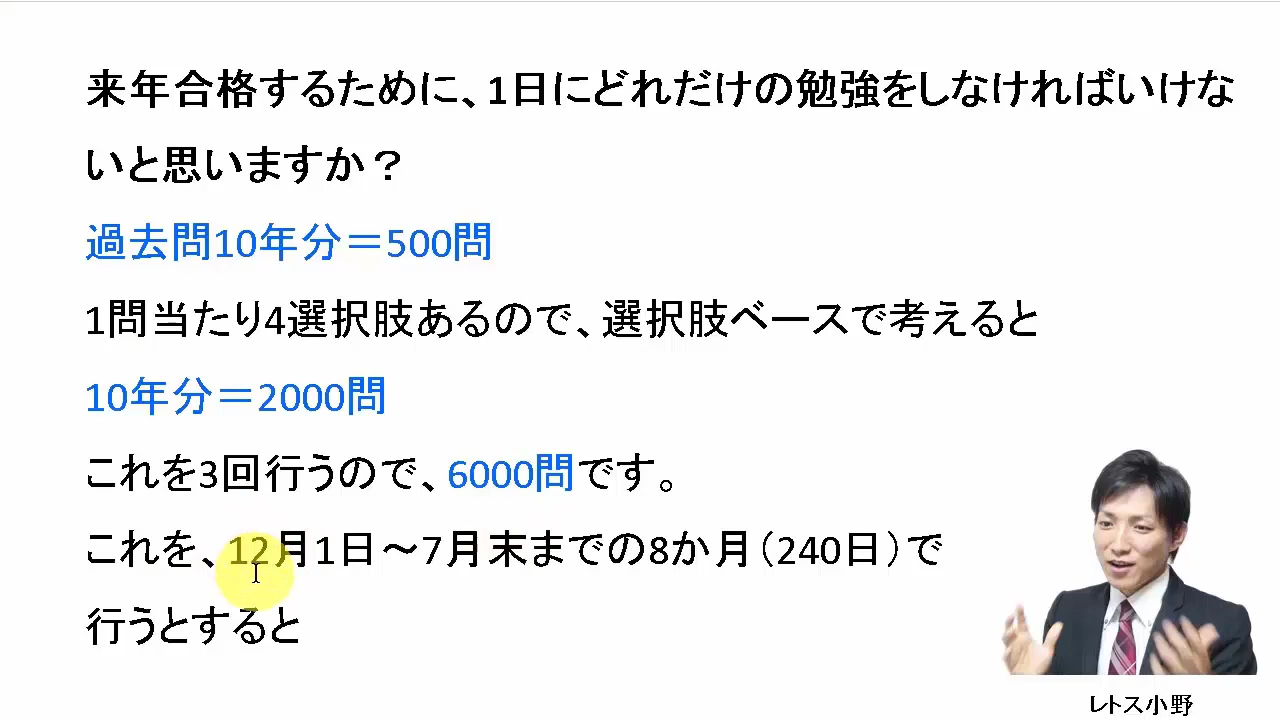 来年合格するために、1日にどれだけの勉強をしなければいけな
いと思いますか？
過去問10年分＝500問
1問当たり4選択肢あるので、選択肢ベースで考えると
10年分＝2000問
これを3回行うので、6000問です。
これを、12月1日～7月末までの8か月（240日）で
行うとすると
レトス小野